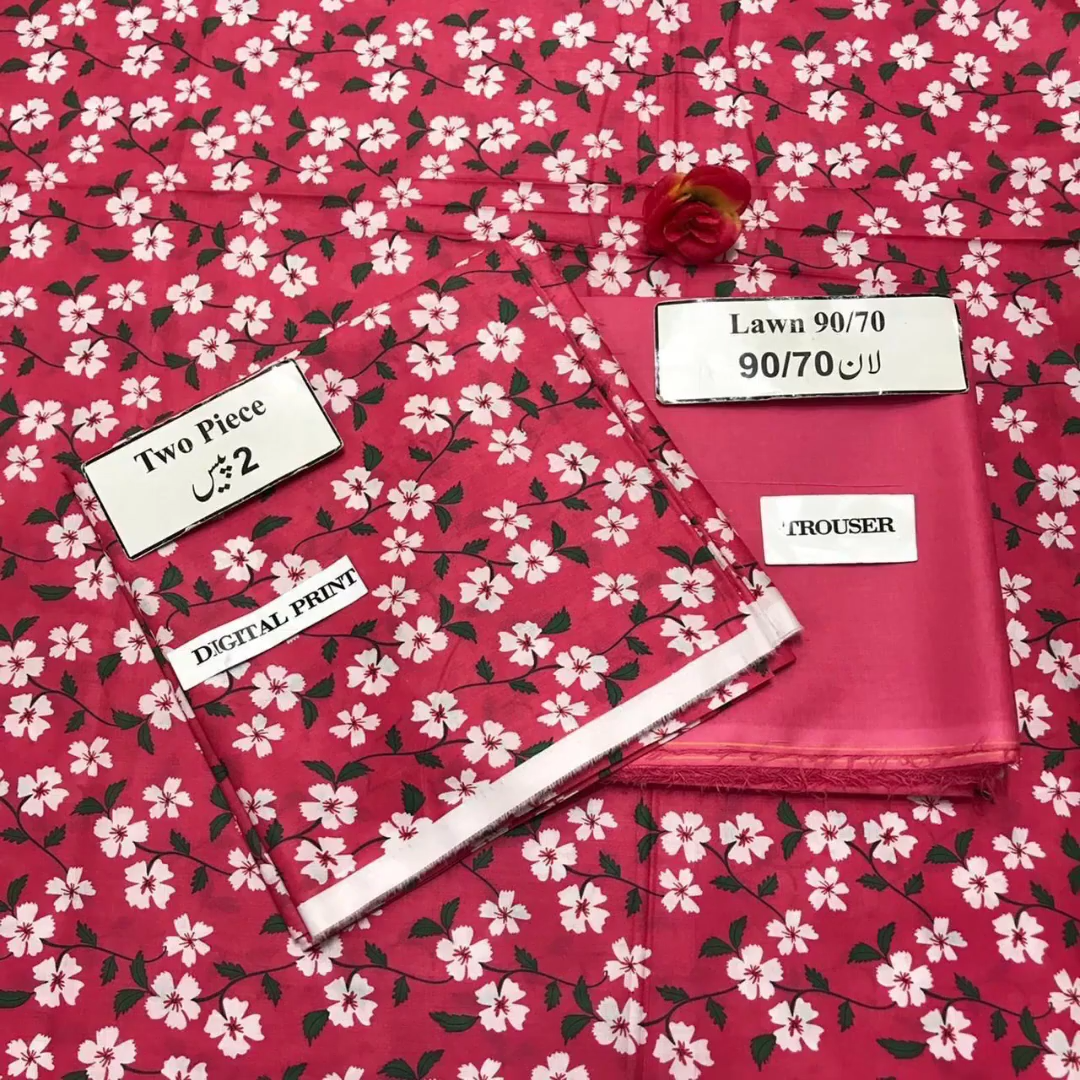 Two Piece
2 پیس
DIGITAL PRINT
Lawn 90/70
لان 90/70
TROUSER